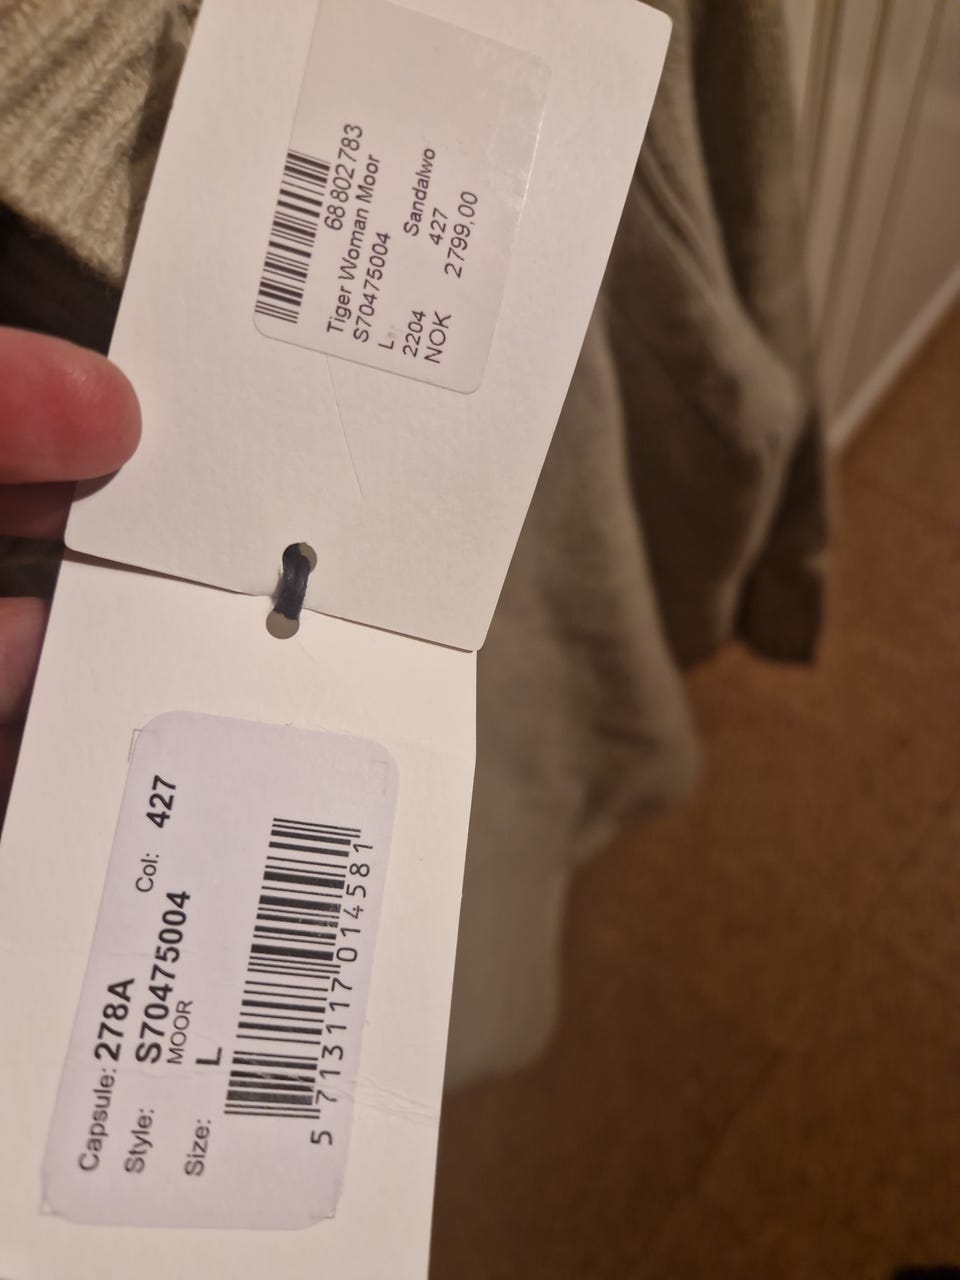 68802783
Tiger Woman Moor
S70475004
L
2204 Sandalwo
427
NOK 2799,00
Capsule: 278A
Style: S70475004 Col: 427
MOOR
Size: L
5 713117 014581